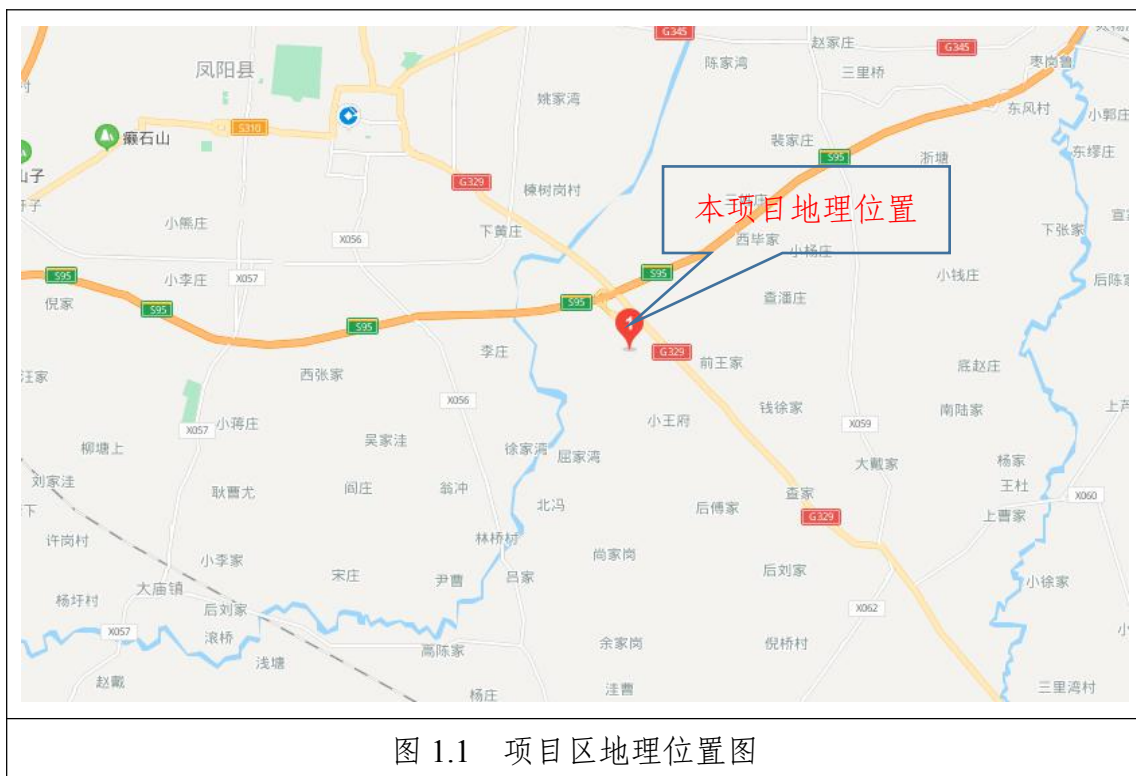 G345
赵家庄
G345
陈家湾
三里桥
枣岗鲁
凤阳县
姚家湾
东风村
小郭庄
S310
癞石山
裴家庄
S95
浙塘
东缪庄
山子
G329
楝树岗村
本项目地理位置
小熊庄
下黄庄
X056
西毕家
小杨庄
下张家
S95
小李庄
X057
S95
小钱庄
后陈家
倪家
S95
S95
S95
查潘庄
李庄
G329
前王家
底赵庄
汪家
西张家
X056
钱徐家
南陆家
X057
小蒋庄
小王府
X059
柳塘上
吴家洼
徐家湾
屈家湾
大戴家
杨家
刘家洼
耿曹尤
阎庄
翁冲
北冯
后傅家
查家
王杜
X060
G329
上曹家
许岗村
林桥村
小李家
尚家岗
宋庄
尹曹
吕家
后刘家
小徐家
大庙镇
杨圩村
后刘家
X062
X057
滚桥
高陈家
余家岗
倪桥村
浅塘
赵戴
杨庄
洼曹
三里湾村
图 1.1 项目区地理位置图